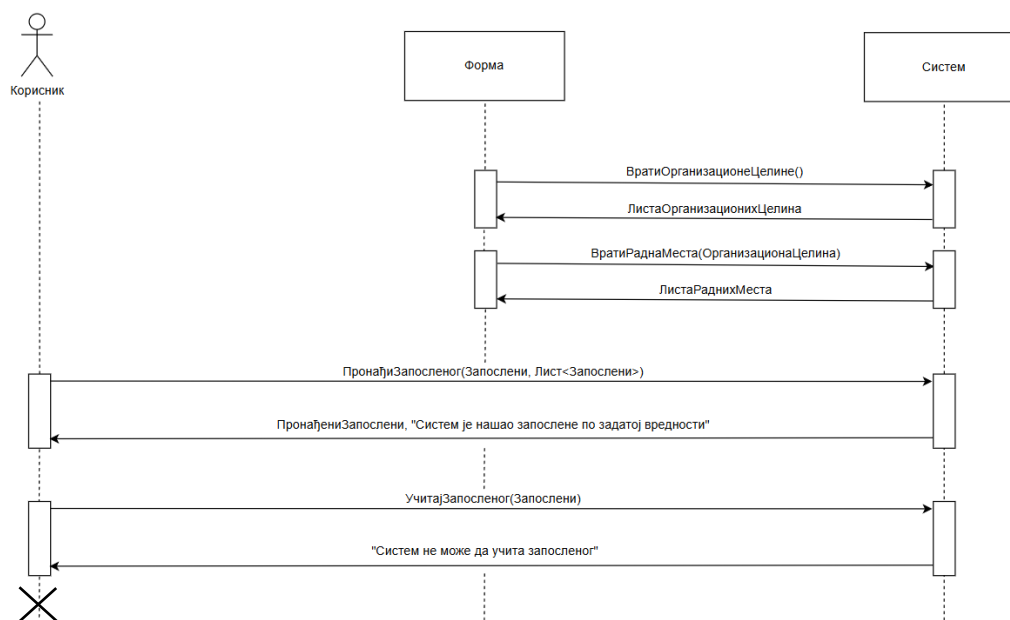 Корисник
Форма
Систем
ВратиОрганизационеЦелине()
ЛистаОрганизационихЦелина
ВратиРаднаМеста(ОрганизационаЦелина)
ЛистаРаднихМеста
ПронађиЗапосленог(Запослени, Лист<Запослени>)
ПронађениЗапослени, "Систем је нашао запослене по задатој вредности"
УчитајЗапосленог(Запослени)
"Систем не може да учита запосленог"